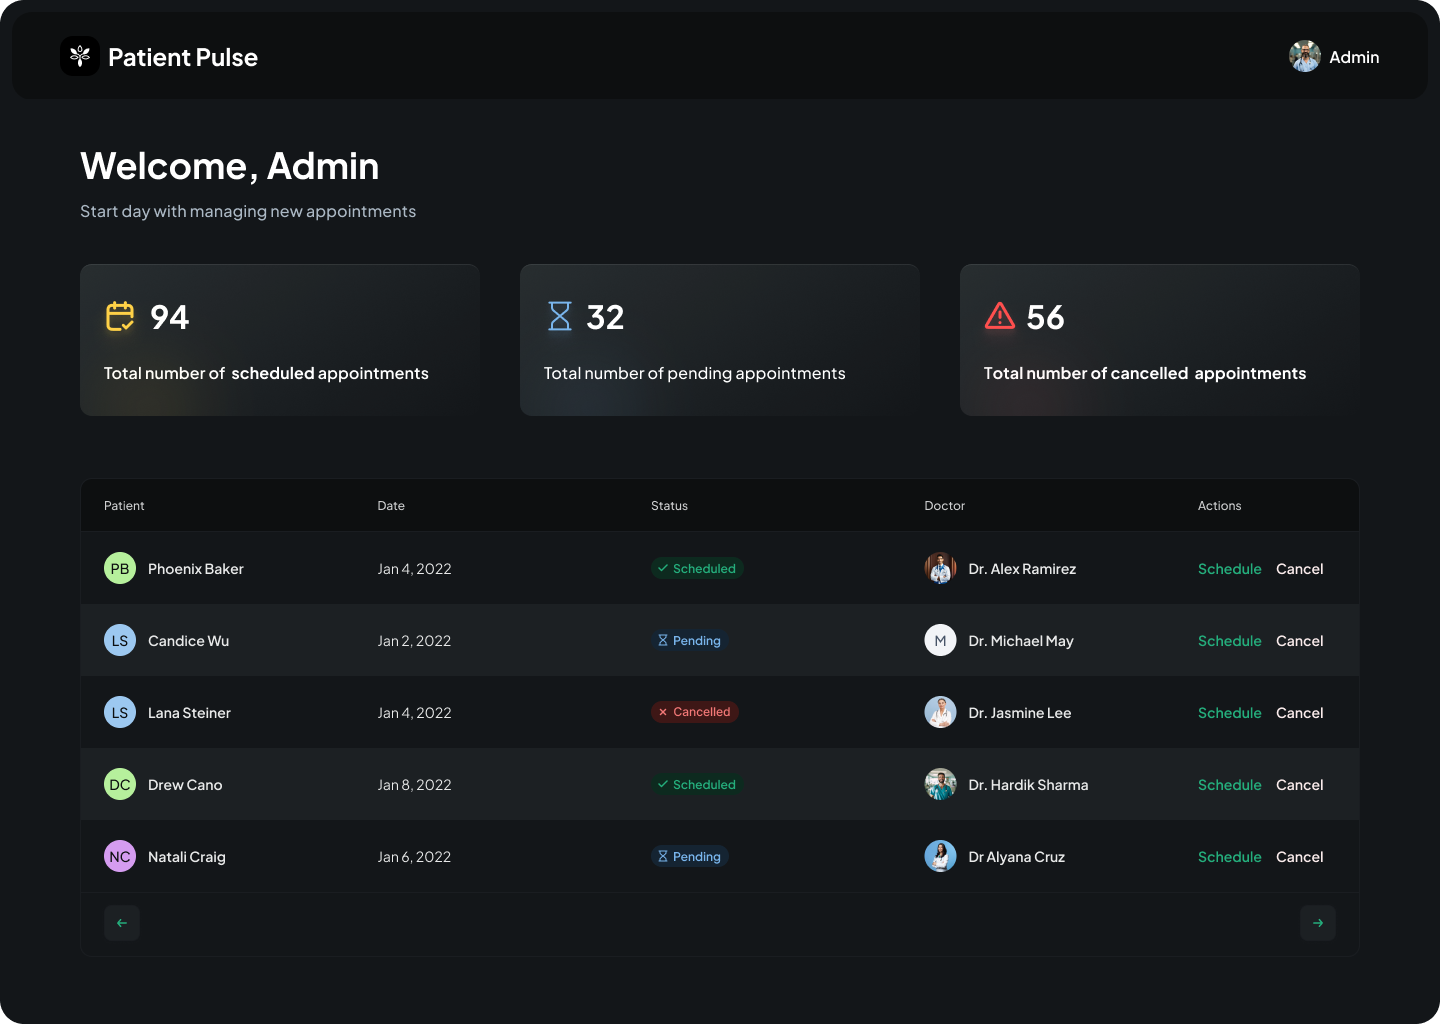 Patient Pulse
Admin
Welcome, Admin
Start day with managing new appointments
94
Total number of scheduled appointments
32
Total number of pending appointments
56
Total number of cancelled appointments
Patient Date Status Doctor Actions
PB Phoenix Baker Jan 4, 2022 Scheduled Dr. Alex Ramirez Schedule Cancel
LS Candice Wu Jan 2, 2022 Pending M Dr. Michael May Schedule Cancel
LS Lana Steiner Jan 4, 2022 Cancelled Dr. Jasmine Lee Schedule Cancel
DC Drew Cano Jan 8, 2022 Scheduled Dr. Hardik Sharma Schedule Cancel
NC Natali Craig Jan 6, 2022 Pending Dr Alyana Cruz Schedule Cancel